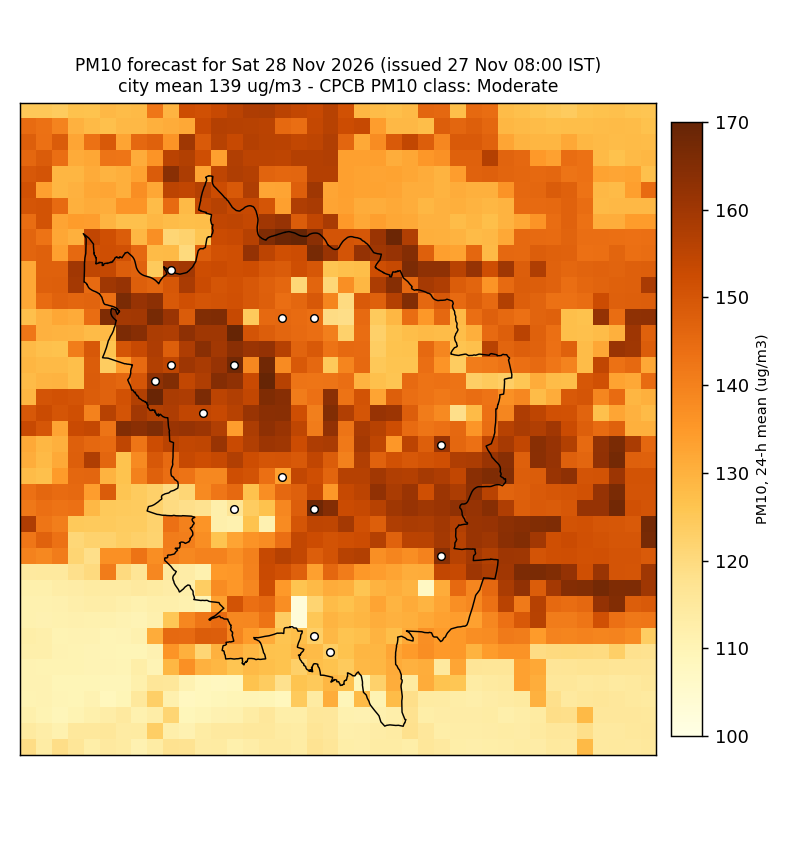 PM10 forecast for Sat 28 Nov 2026 (issued 27 Nov 08:00 IST)
city mean 139 ug/m3 - CPCB PM10 class: Moderate
170
160
150
140
130
120
110
100
PM10, 24-h mean (ug/m3)